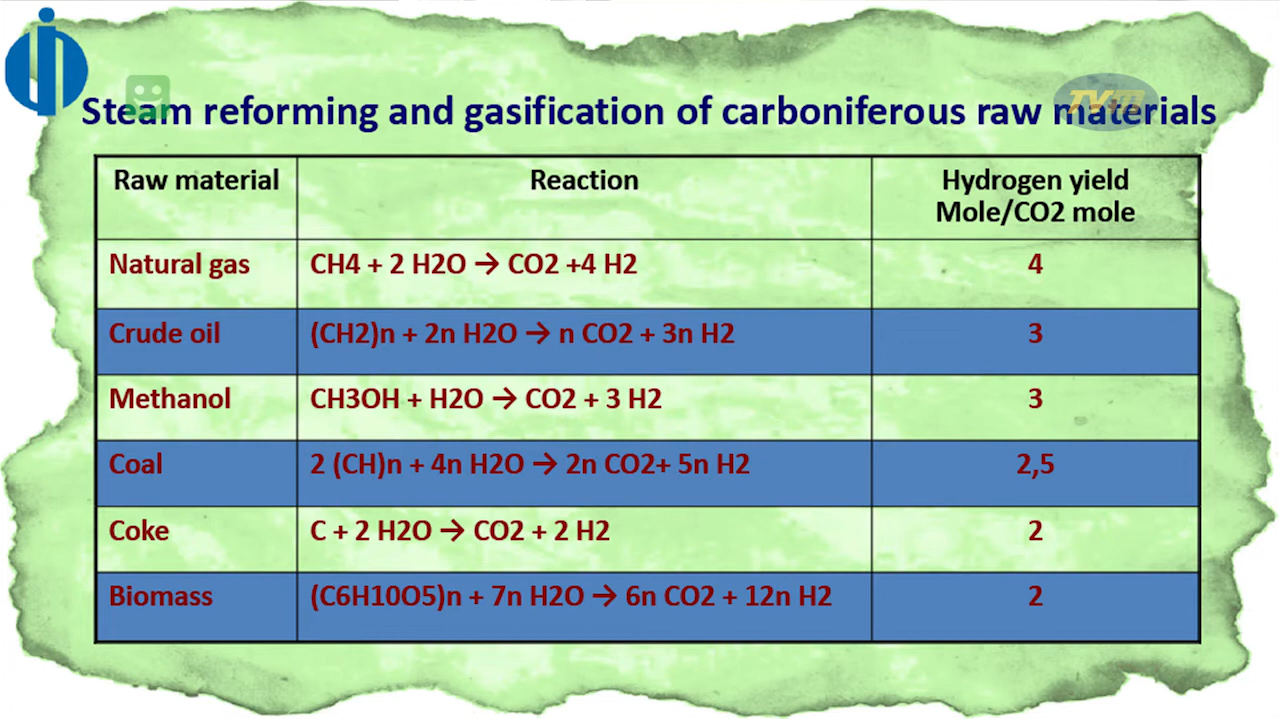 Steam reforming and gasification of carboniferous raw materials
TVM
Raw material Reaction Hydrogen yield
Mole/CO2 mole
Natural gas CH4 + 2 H2O → CO2 +4 H2 4
Crude oil (CH2)n + 2n H2O → n CO2 + 3n H2 3
Methanol CH3OH + H2O → CO2 + 3 H2 3
Coal 2 (CH)n + 4n H2O → 2n CO2+ 5n H2 2,5
Coke C + 2 H2O → CO2 + 2 H2 2
Biomass (C6H10O5)n + 7n H2O → 6n CO2 + 12n H2 2